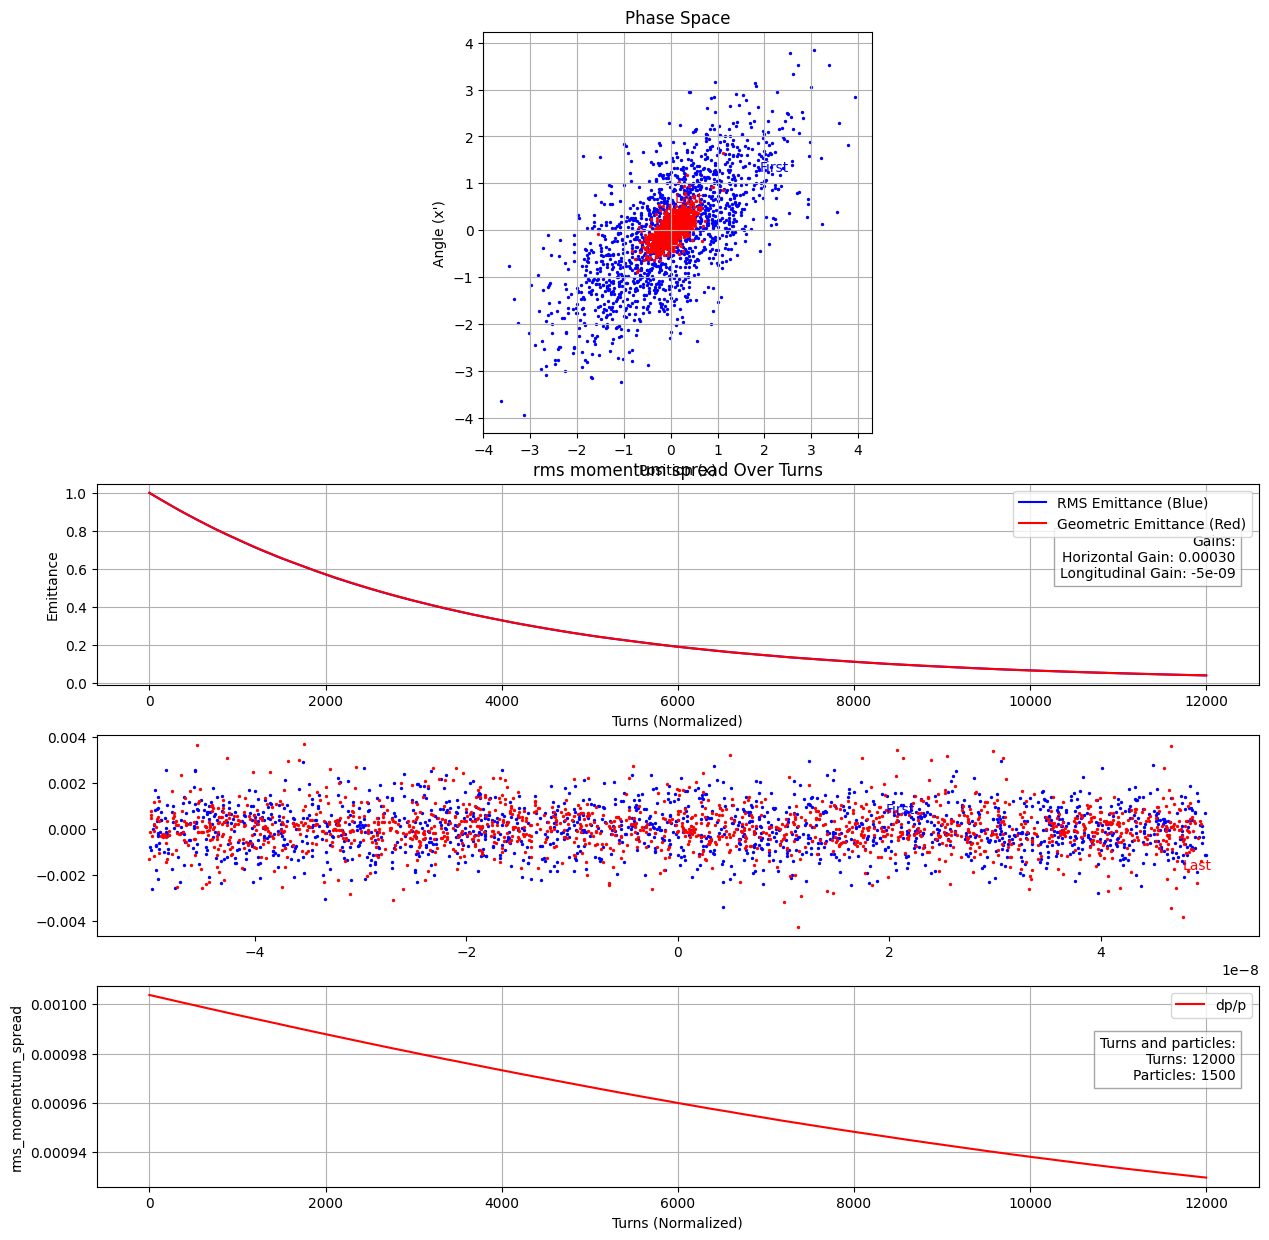 Phase Space
4
3
2
1
0
−1
−2
−3
−4
Angle (x')
First
−4 −3 −2 −1 0 1 2 3 4
Position (x)
rms momentum spread Over Turns
1.0
0.8
0.6
0.4
0.2
0.0
Emittance
RMS Emittance (Blue)
Geometric Emittance (Red)
Gains:
Horizontal Gain: 0.00030
Longitudinal Gain: -5e-09
0 2000 4000 6000 8000 10000 12000
Turns (Normalized)
0.004
0.002
0.000
−0.002
−0.004
First
Last
−4 −2 0 2 4
1e−8
0.00100
0.00098
0.00096
0.00094
rms_momentum_spread
dp/p
Turns and particles:
Turns: 12000
Particles: 1500
0 2000 4000 6000 8000 10000 12000
Turns (Normalized)